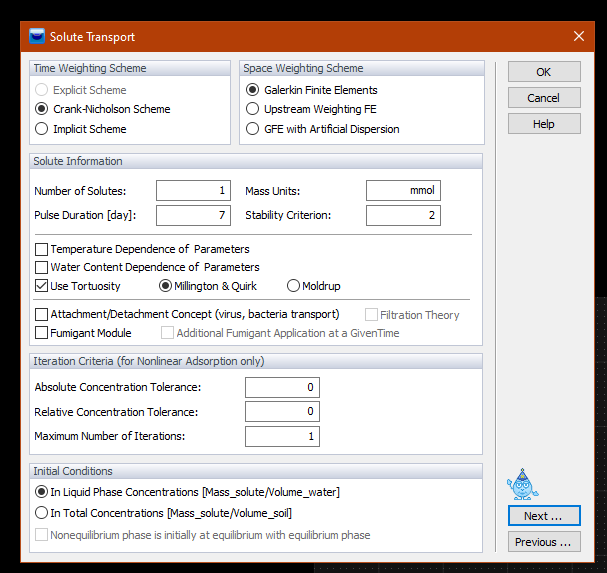 Solute Transport
Time Weighting Scheme
Explicit Scheme
Crank-Nicholson Scheme
Implicit Scheme
Space Weighting Scheme
Galerkin Finite Elements
Upstream Weighting FE
GFE with Artificial Dispersion
OK
Cancel
Help
Solute Information
Number of Solutes: 1 Mass Units: mmol
Pulse Duration [day]: 7 Stability Criterion: 2
Temperature Dependence of Parameters
Water Content Dependence of Parameters
Use Tortuosity Millington & Quirk Moldrup
Attachment/Detachment Concept (virus, bacteria transport) Filtration Theory
Fumigant Module Additional Fumigant Application at a GivenTime
Iteration Criteria (for Nonlinear Adsorption only)
Absolute Concentration Tolerance: 0
Relative Concentration Tolerance: 0
Maximum Number of Iterations: 1
Initial Conditions
In Liquid Phase Concentrations [Mass_solute/Volume_water]
In Total Concentrations [Mass_solute/Volume_soil]
Nonequilibrium phase is initially at equilibrium with equilibrium phase
Next ...
Previous ...